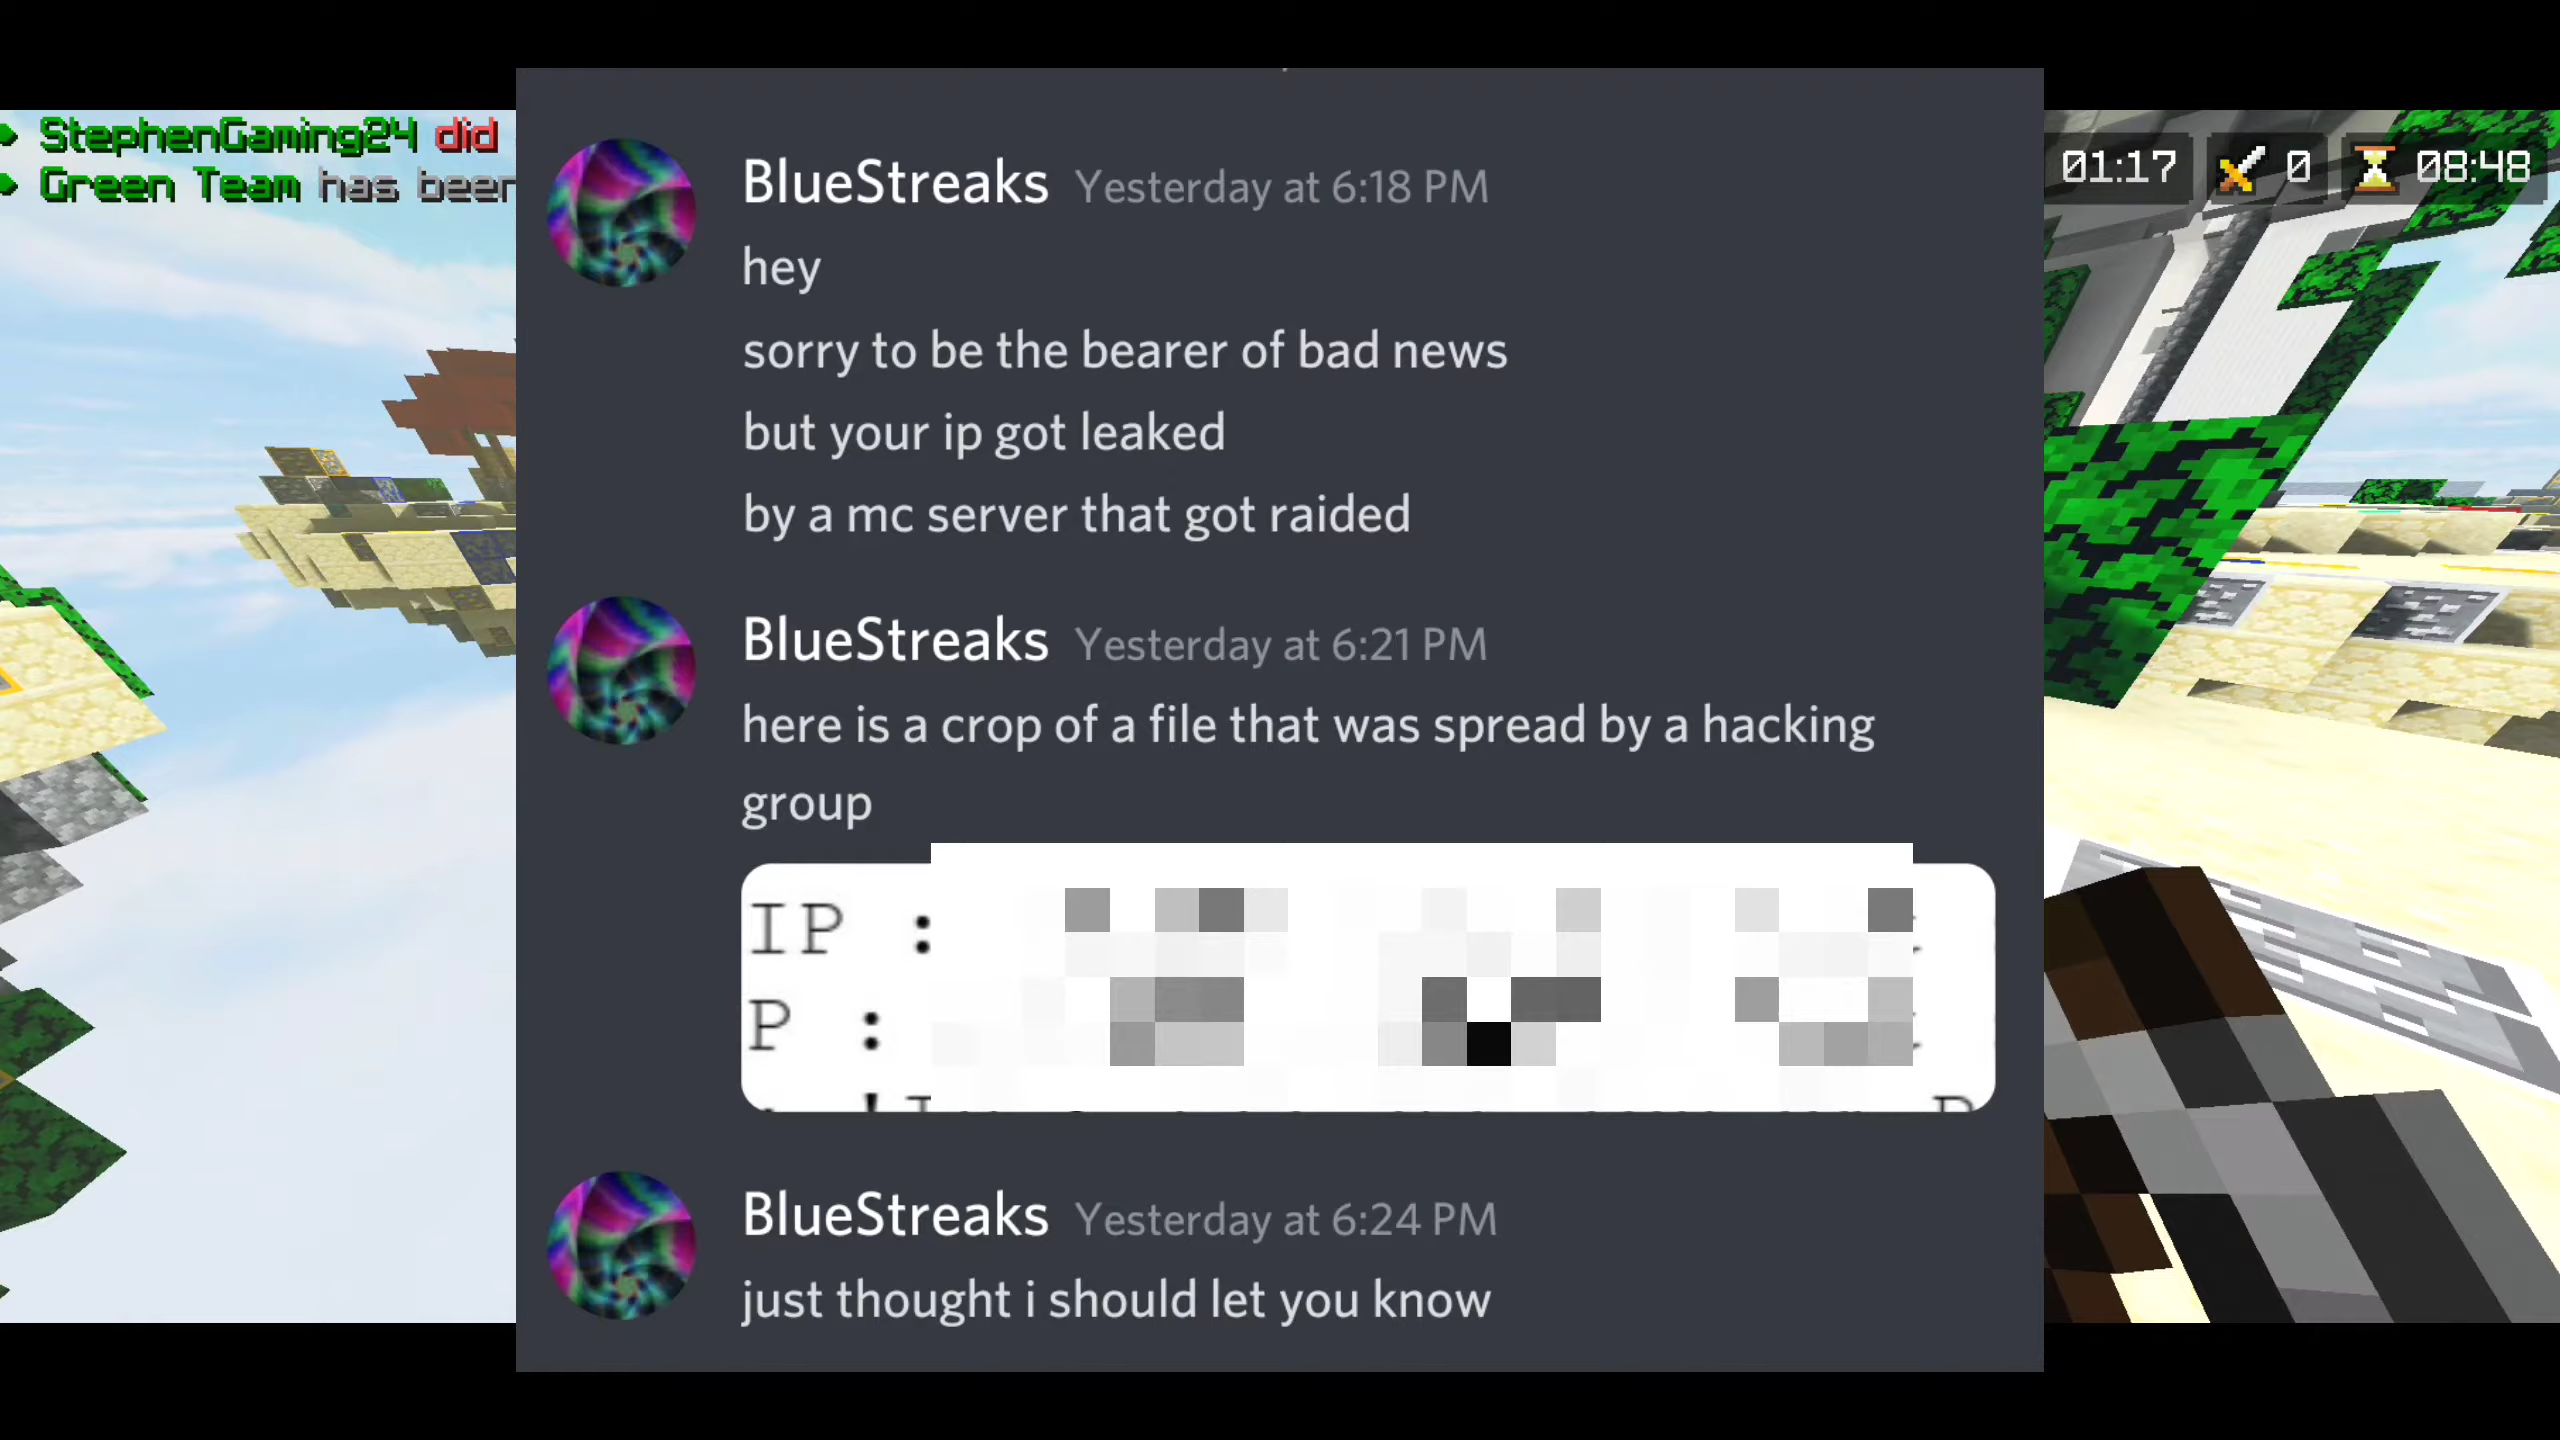 StephenGaming24 did
Green Team has been
01:17 0 08:48
BlueStreaks Yesterday at 6:18 PM
hey
sorry to be the bearer of bad news
but your ip got leaked
by a mc server that got raided
BlueStreaks Yesterday at 6:21 PM
here is a crop of a file that was spread by a hacking
group
IP :
P :
BlueStreaks Yesterday at 6:24 PM
just thought i should let you know